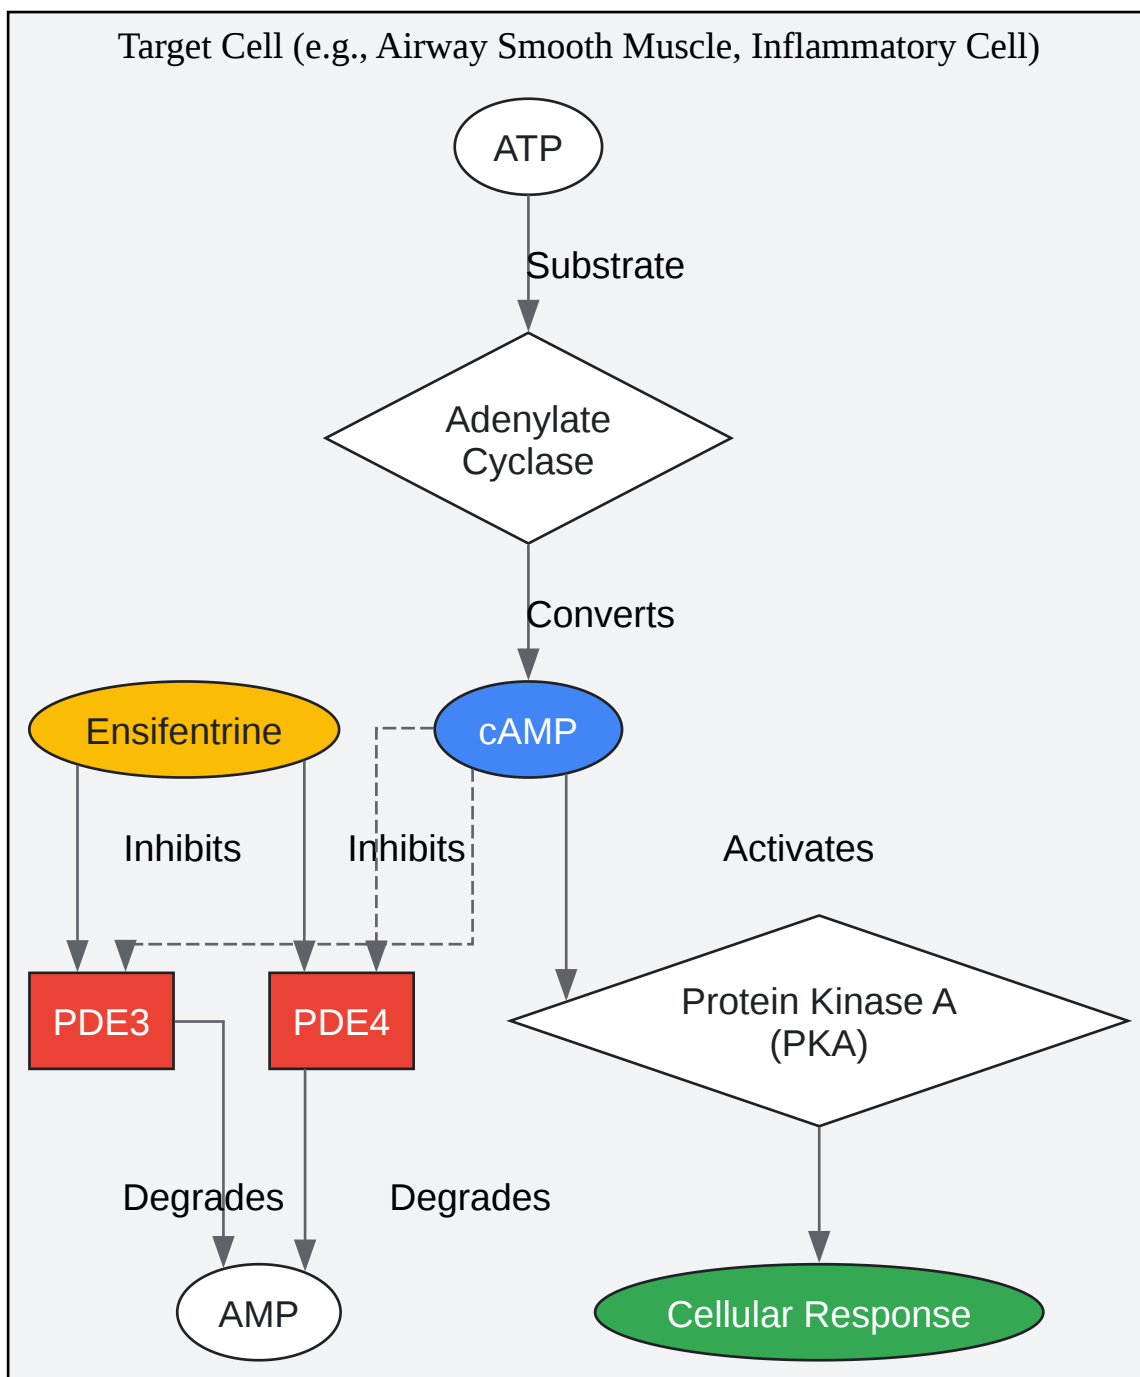 Target Cell (e.g., Airway Smooth Muscle, Inflammatory Cell)
ATP
Substrate
Adenylate
Cyclase
Converts
Ensifentrine
cAMP
Inhibits
Inhibits
Activates
PDE3
PDE4
Protein Kinase A
(PKA)
Degrades
Degrades
AMP
Cellular Response